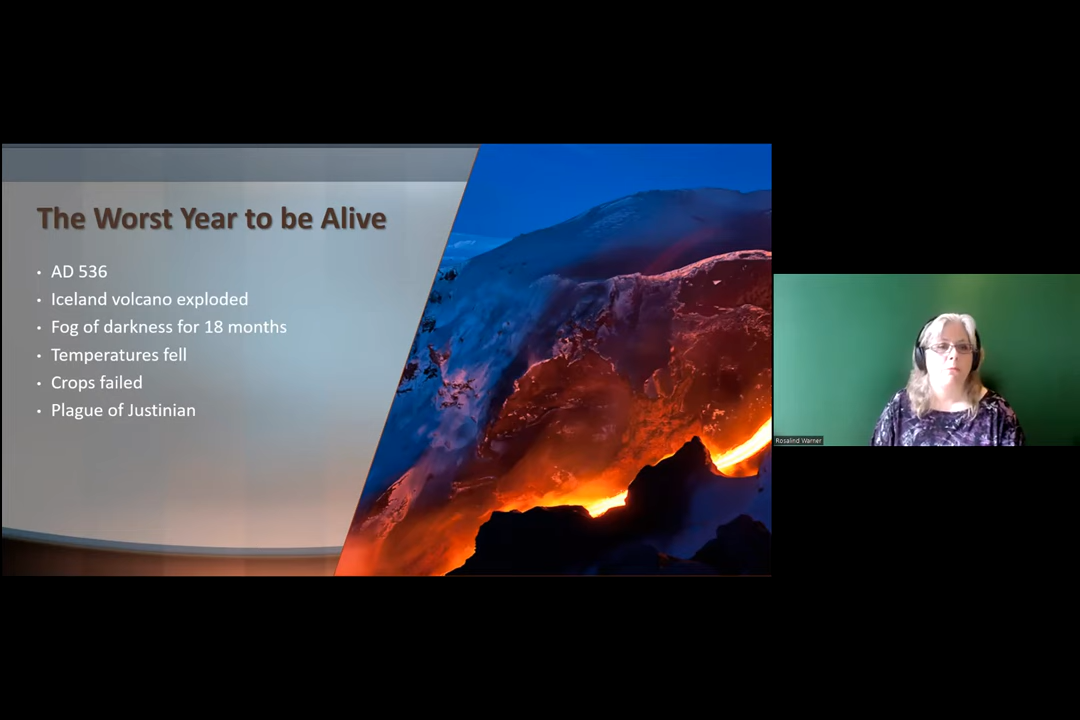 The Worst Year to be Alive
• AD 536
• Iceland volcano exploded
• Fog of darkness for 18 months
• Temperatures fell
• Crops failed
• Plague of Justinian
Rosalind Warner